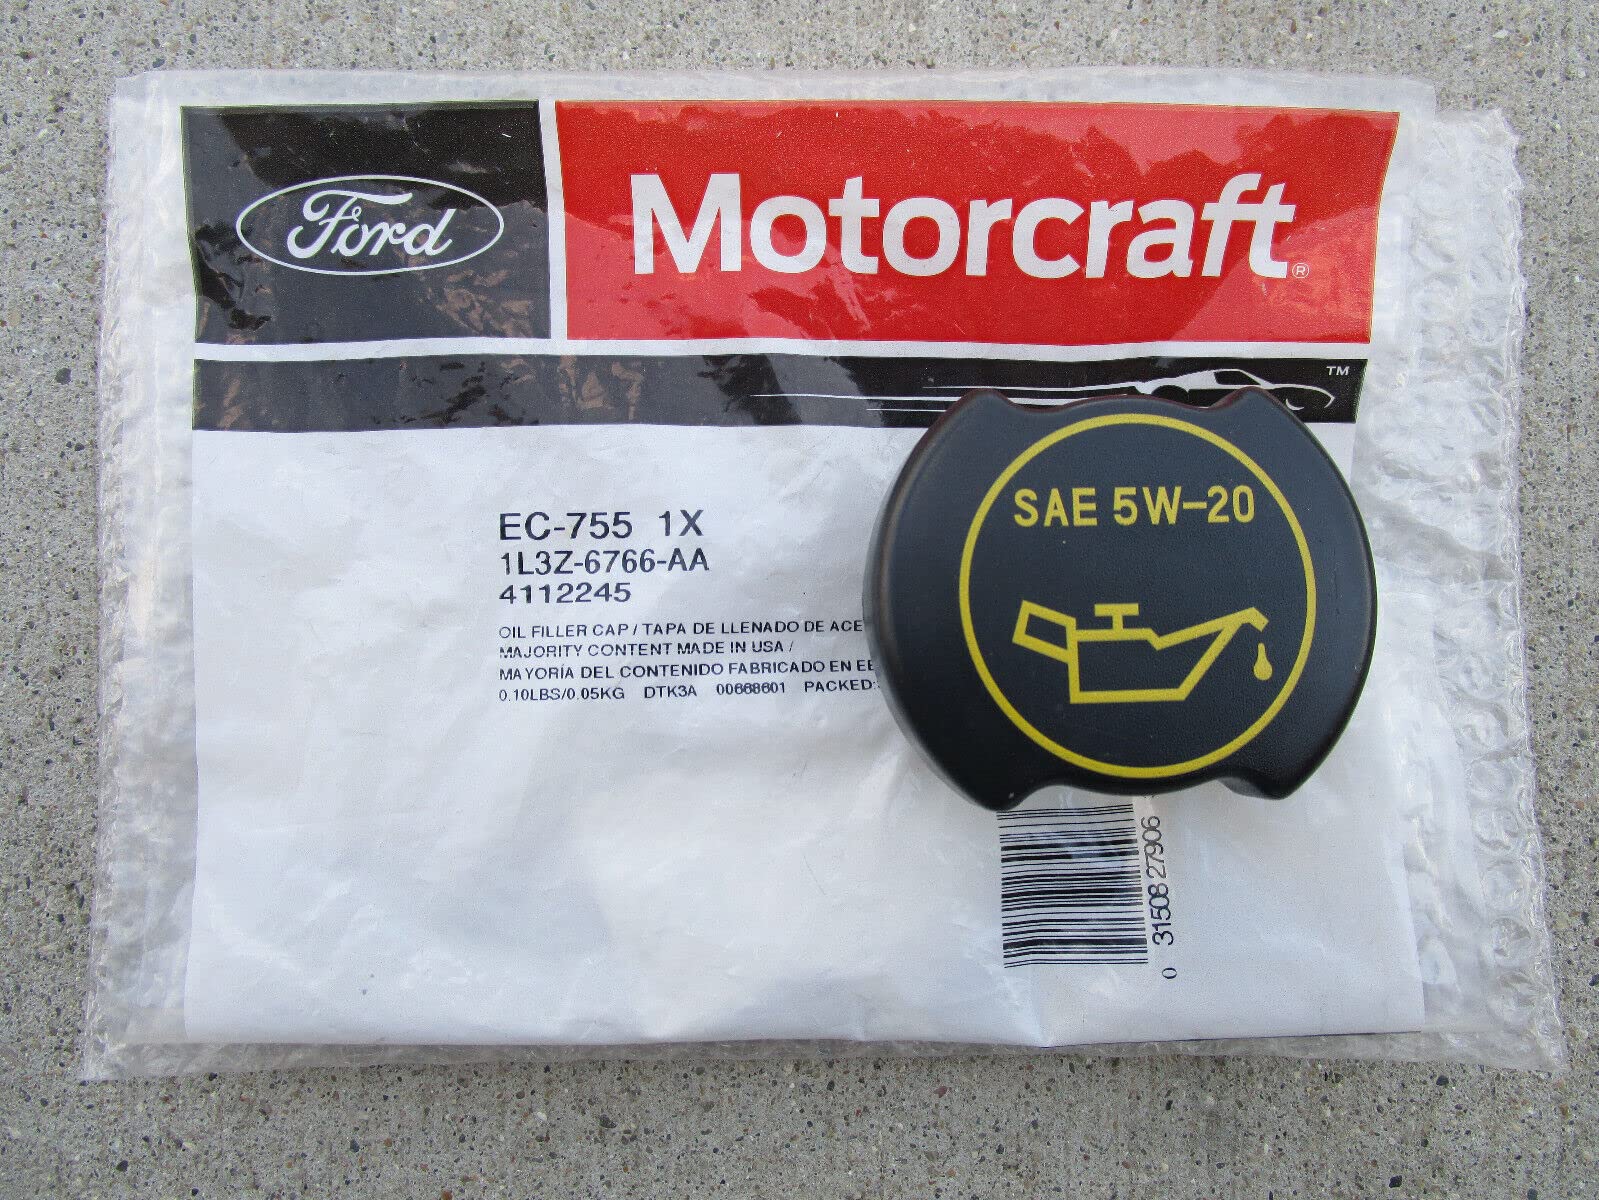 Ford
Motorcraft®
TM
SAE 5W-20
EC-755 1X
1L3Z-6766-AA
4112245
OIL FILLER CAP / TAPA DE LLENADO DE
MAJORITY CONTENT MADE IN USA /
MAYORÍA DEL CONTENIDO FABRICADO EN
0.10LBS/0.05KG DTK3A 00668601 PACKED:
0 31508 27906